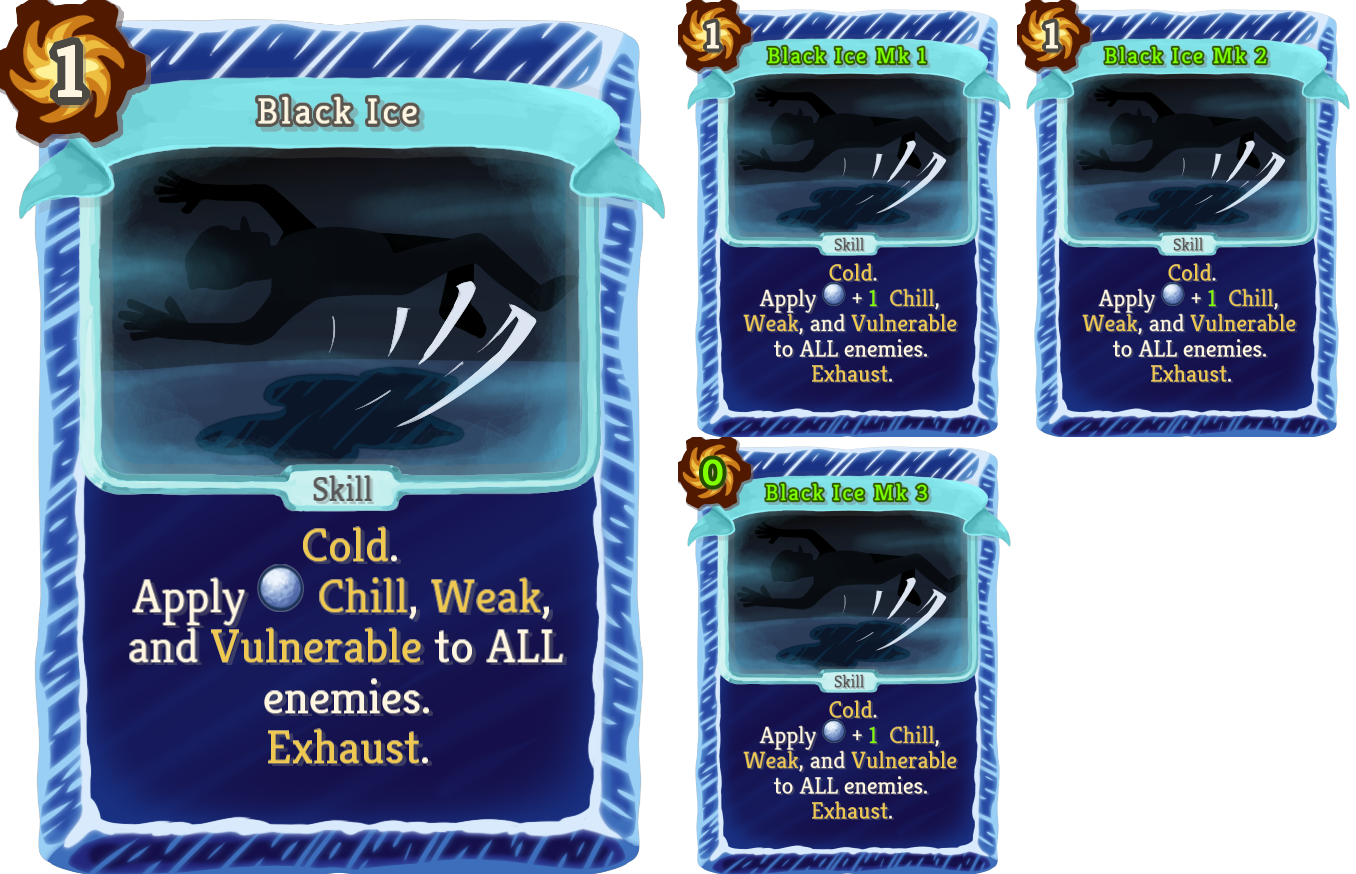 1
Black Ice
Skill
Cold.
Apply Chill, Weak,
and Vulnerable to ALL
enemies.
Exhaust.
1
Black Ice Mk 1
Skill
Cold.
Apply + 1 Chill,
Weak, and Vulnerable
to ALL enemies.
Exhaust.
1
Black Ice Mk 2
Skill
Cold.
Apply + 1 Chill,
Weak, and Vulnerable
to ALL enemies.
Exhaust.
0
Black Ice Mk 3
Skill
Cold.
Apply + 1 Chill,
Weak, and Vulnerable
to ALL enemies.
Exhaust.